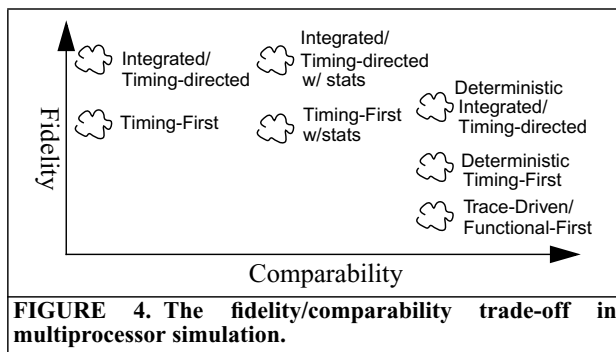 Integrated/
Timing-directed
Integrated/
Timing-directed
w/ stats
Deterministic
Integrated/
Timing-directed
Timing-First
Timing-First
w/stats
Deterministic
Timing-First
Trace-Driven/
Functional-First
Fidelity
Comparability
FIGURE 4. The fidelity/comparability trade-off in
multiprocessor simulation.